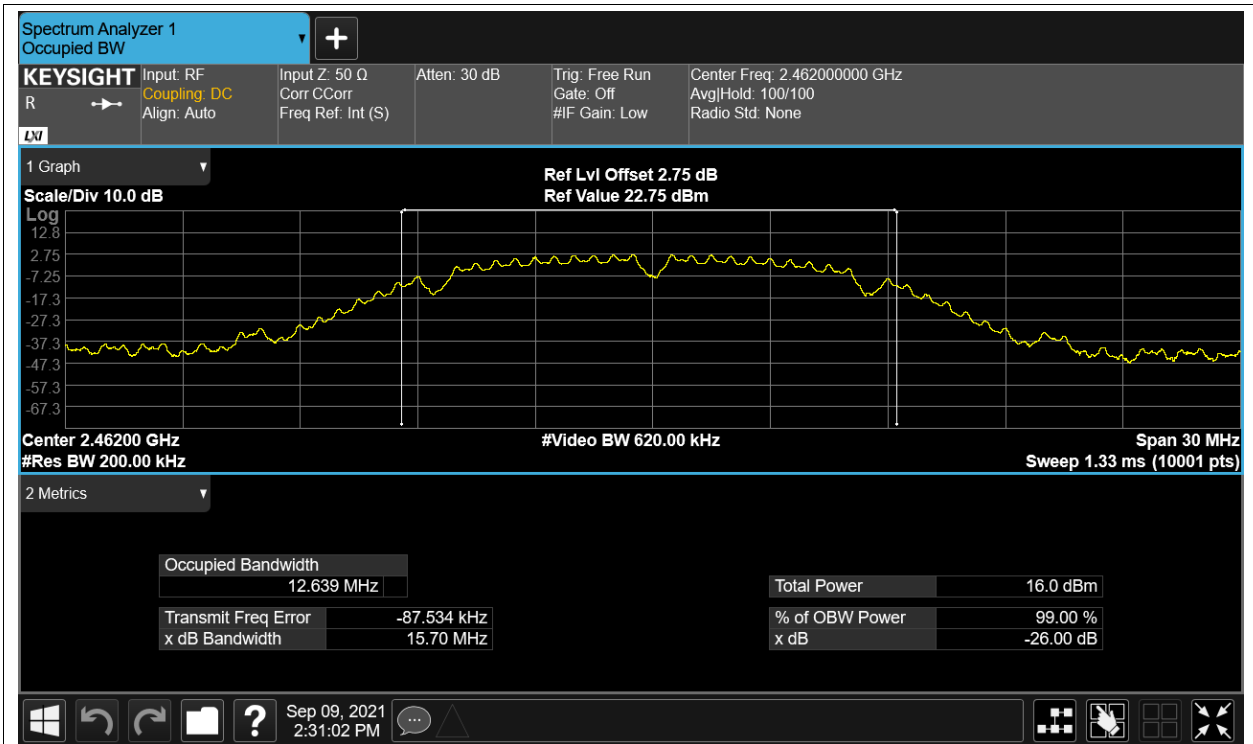 Spectrum Analyzer 1
Occupied BW
KEYSIGHT
R
LXI
Input: RF
Coupling: DC
Align: Auto
Input Z: 50 Ω
Corr CCorr
Freq Ref: Int (S)
Atten: 30 dB
Trig: Free Run
Gate: Off
#IF Gain: Low
Center Freq: 2.462000000 GHz
Avg|Hold: 100/100
Radio Std: None
1 Graph
Scale/Div 10.0 dB
Ref Lvl Offset 2.75 dB
Ref Value 22.75 dBm
Log
12.8
2.75
-7.25
-17.3
-27.3
-37.3
-47.3
-57.3
-67.3
Center 2.46200 GHz
#Video BW 620.00 kHz
Span 30 MHz
#Res BW 200.00 kHz
Sweep 1.33 ms (10001 pts)
2 Metrics
Occupied Bandwidth
12.639 MHz
Total Power 16.0 dBm
Transmit Freq Error -87.534 kHz
% of OBW Power 99.00 %
x dB Bandwidth 15.70 MHz
x dB -26.00 dB
?
Sep 09, 2021
2:31:02 PM